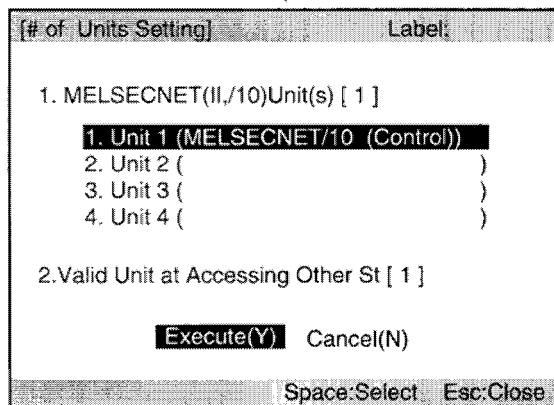 [# of Units Setting] Label:
1. MELSECNET(II,/10)Unit(s) [ 1 ]
1. Unit 1 (MELSECNET/10 (Control))
2. Unit 2 ( )
3. Unit 3 ( )
4. Unit 4 ( )
2.Valid Unit at Accessing Other St [ 1 ]
Execute(Y) Cancel(N)
Space:Select Esc:Close